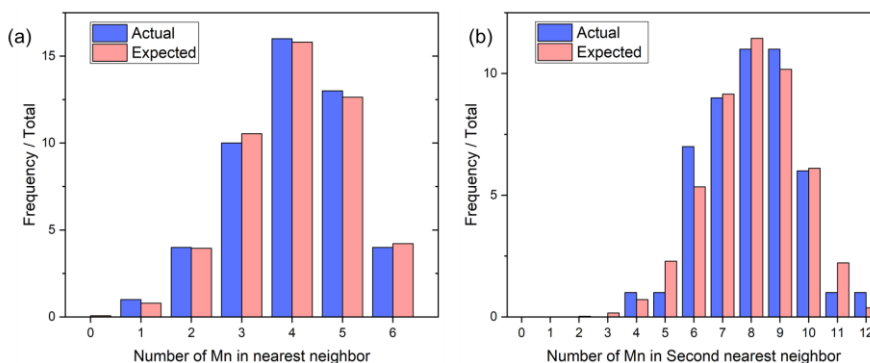 (a)
Actual
Expected
Frequency / Total
15
10
5
0
0 1 2 3 4 5 6
Number of Mn in nearest neighbor
(b)
Actual
Expected
Frequency / Total
10
5
0
0 1 2 3 4 5 6 7 8 9 10 11 12
Number of Mn in Second nearest neighbor